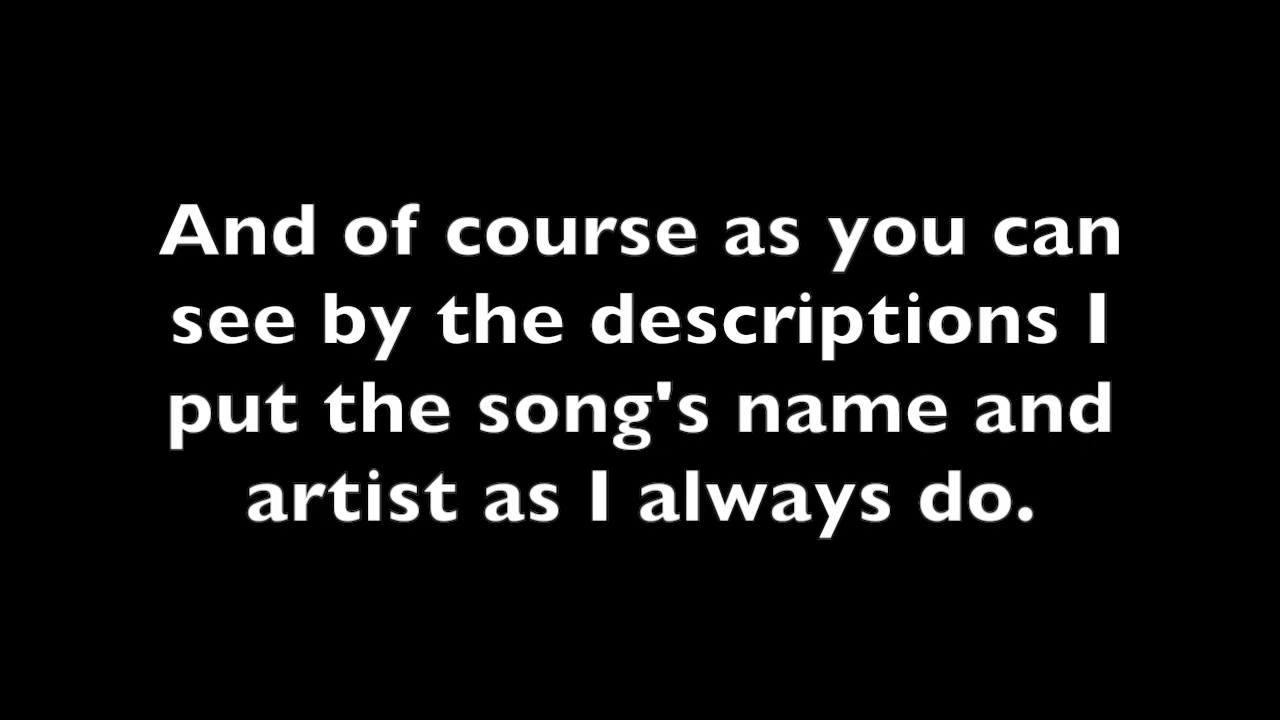 And of course as you can
see by the descriptions I
put the song's name and
artist as I always do.